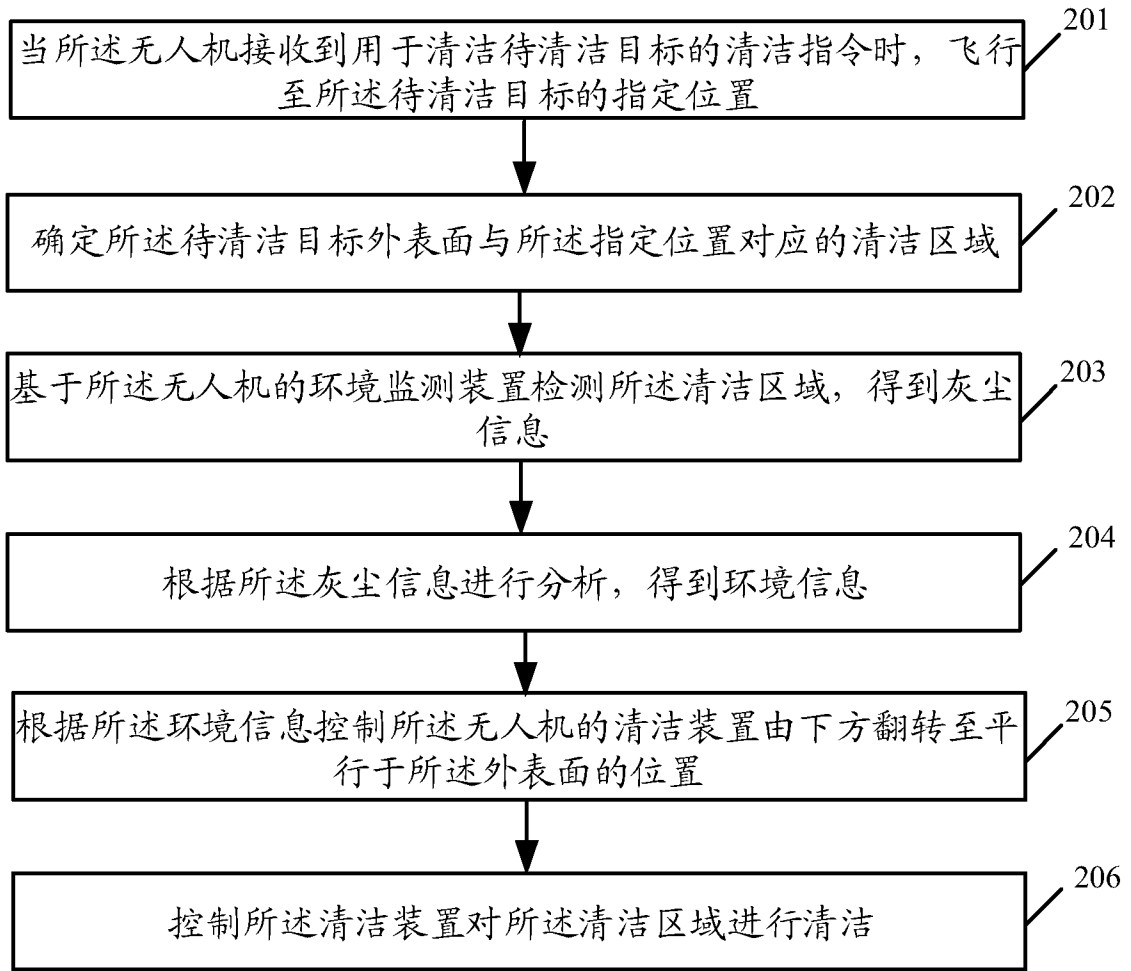 201
当所述无人机接收到用于清洁待清洁目标的清洁指令时，飞行
至所述待清洁目标的指定位置
202
确定所述待清洁目标外表面与所述指定位置对应的清洁区域
203
基于所述无人机的环境监测装置检测所述清洁区域，得到灰尘
信息
204
根据所述灰尘信息进行分析，得到环境信息
205
根据所述环境信息控制所述无人机的清洁装置由下方翻转至平
行于所述外表面的位置
206
控制所述清洁装置对所述清洁区域进行清洁